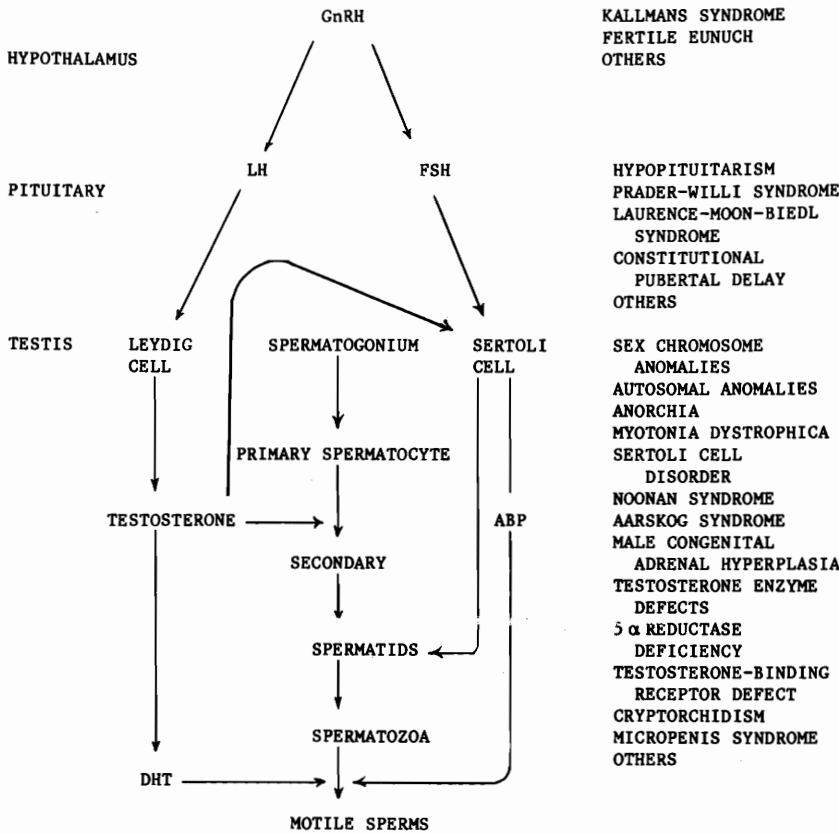 GnRH
KALLMANS SYNDROME
FERTILE EUNUCH
HYPOTHALAMUS
OTHERS
LH
FSH
HYPOPITUITARISM
PITUITARY
PRADER-WILLI SYNDROME
LAURENCE-MOON-BIEDL
SYNDROME
CONSTITUTIONAL
PUBERTAL DELAY
OTHERS
TESTIS
LEYDIG
CELL
SPERMATOGONIUM
SERTOLI
CELL
SEX CHROMOSOME
ANOMALIES
AUTOSOMAL ANOMALIES
ANORCHIA
MYOTONIA DYSTROPHICA
PRIMARY SPERMATOCYTE
SERTOLI CELL
DISORDER
NOONAN SYNDROME
TESTOSTERONE
ABP
AARSKOG SYNDROME
MALE CONGENITAL
ADRENAL HYPERPLASIA
SECONDARY
TESTOSTERONE ENZYME
DEFECTS
5 α REDUCTASE
DEFICIENCY
SPERMATIDS
TESTOSTERONE-BINDING
RECEPTOR DEFECT
CRYPTORCHIDISM
SPERMATOZOA
MICROPENIS SYNDROME
OTHERS
DHT
MOTILE SPERMS